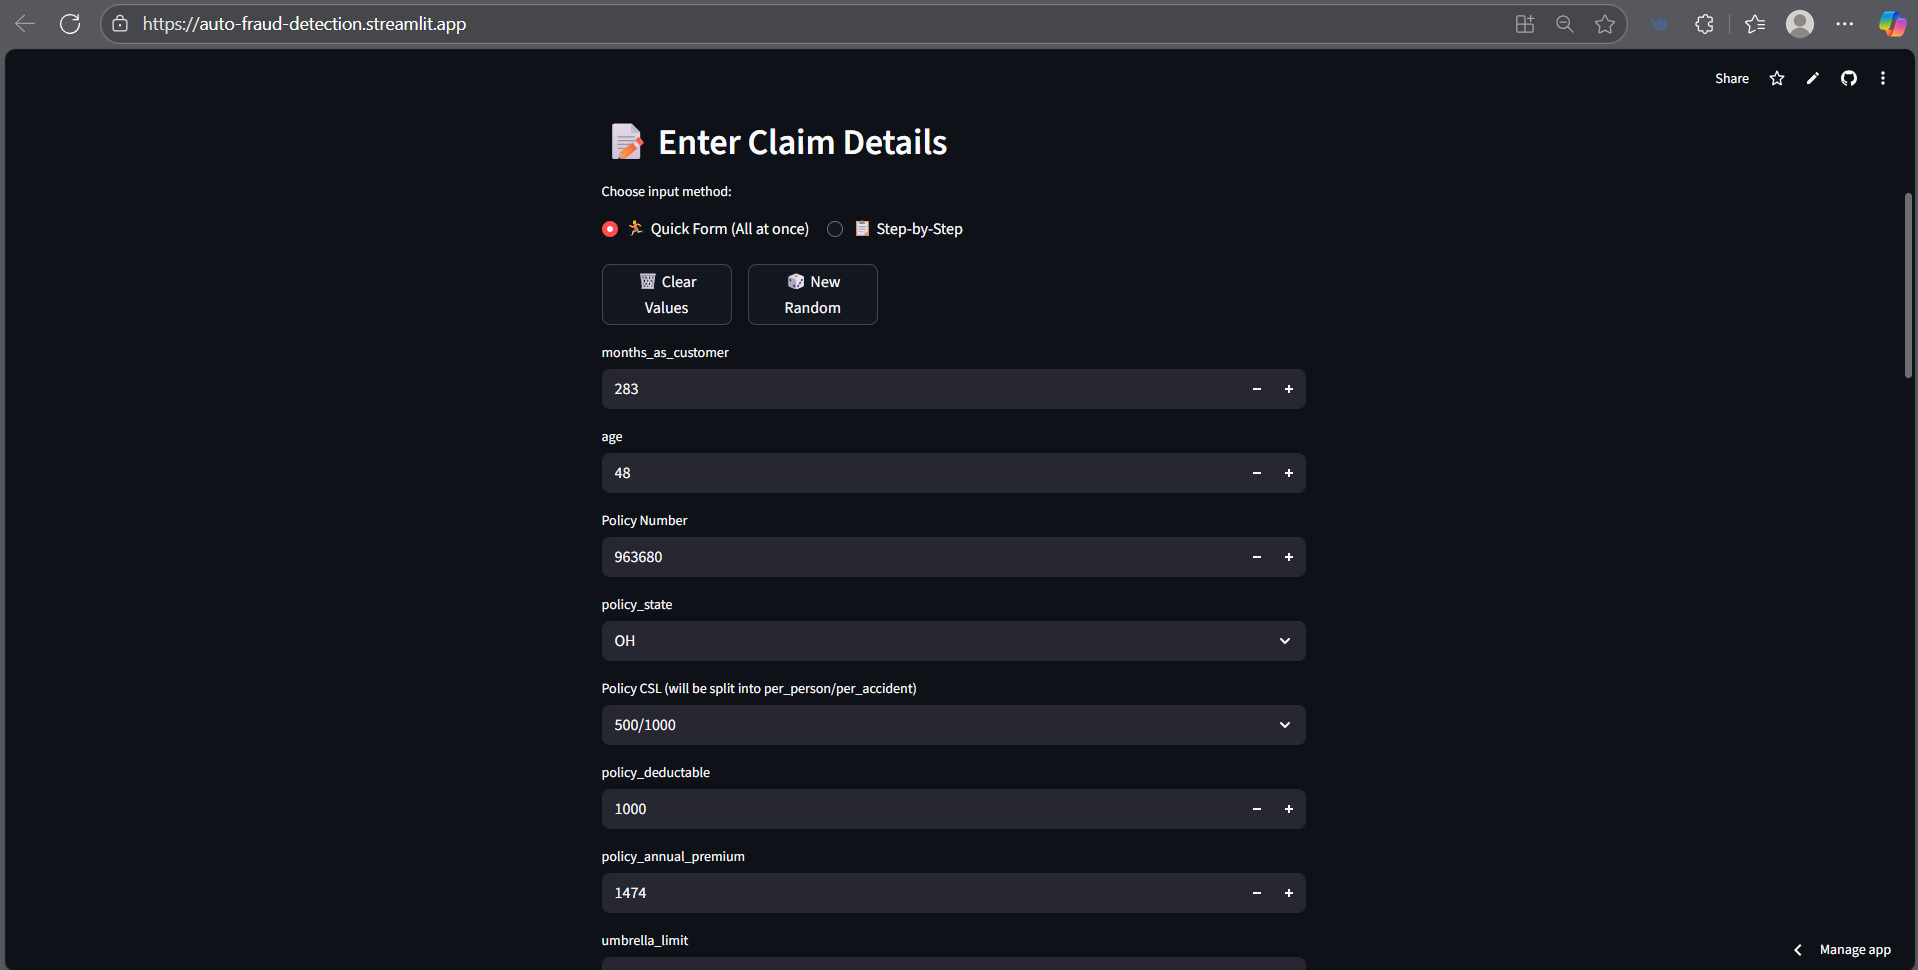 https://auto-fraud-detection.streamlit.app
Share
Enter Claim Details
Choose input method:
Quick Form (All at once)
Step-by-Step
Clear
Values
New
Random
months_as_customer
283
age
48
Policy Number
963680
policy_state
OH
Policy CSL (will be split into per_person/per_accident)
500/1000
policy_deductable
1000
policy_annual_premium
1474
umbrella_limit
Manage app